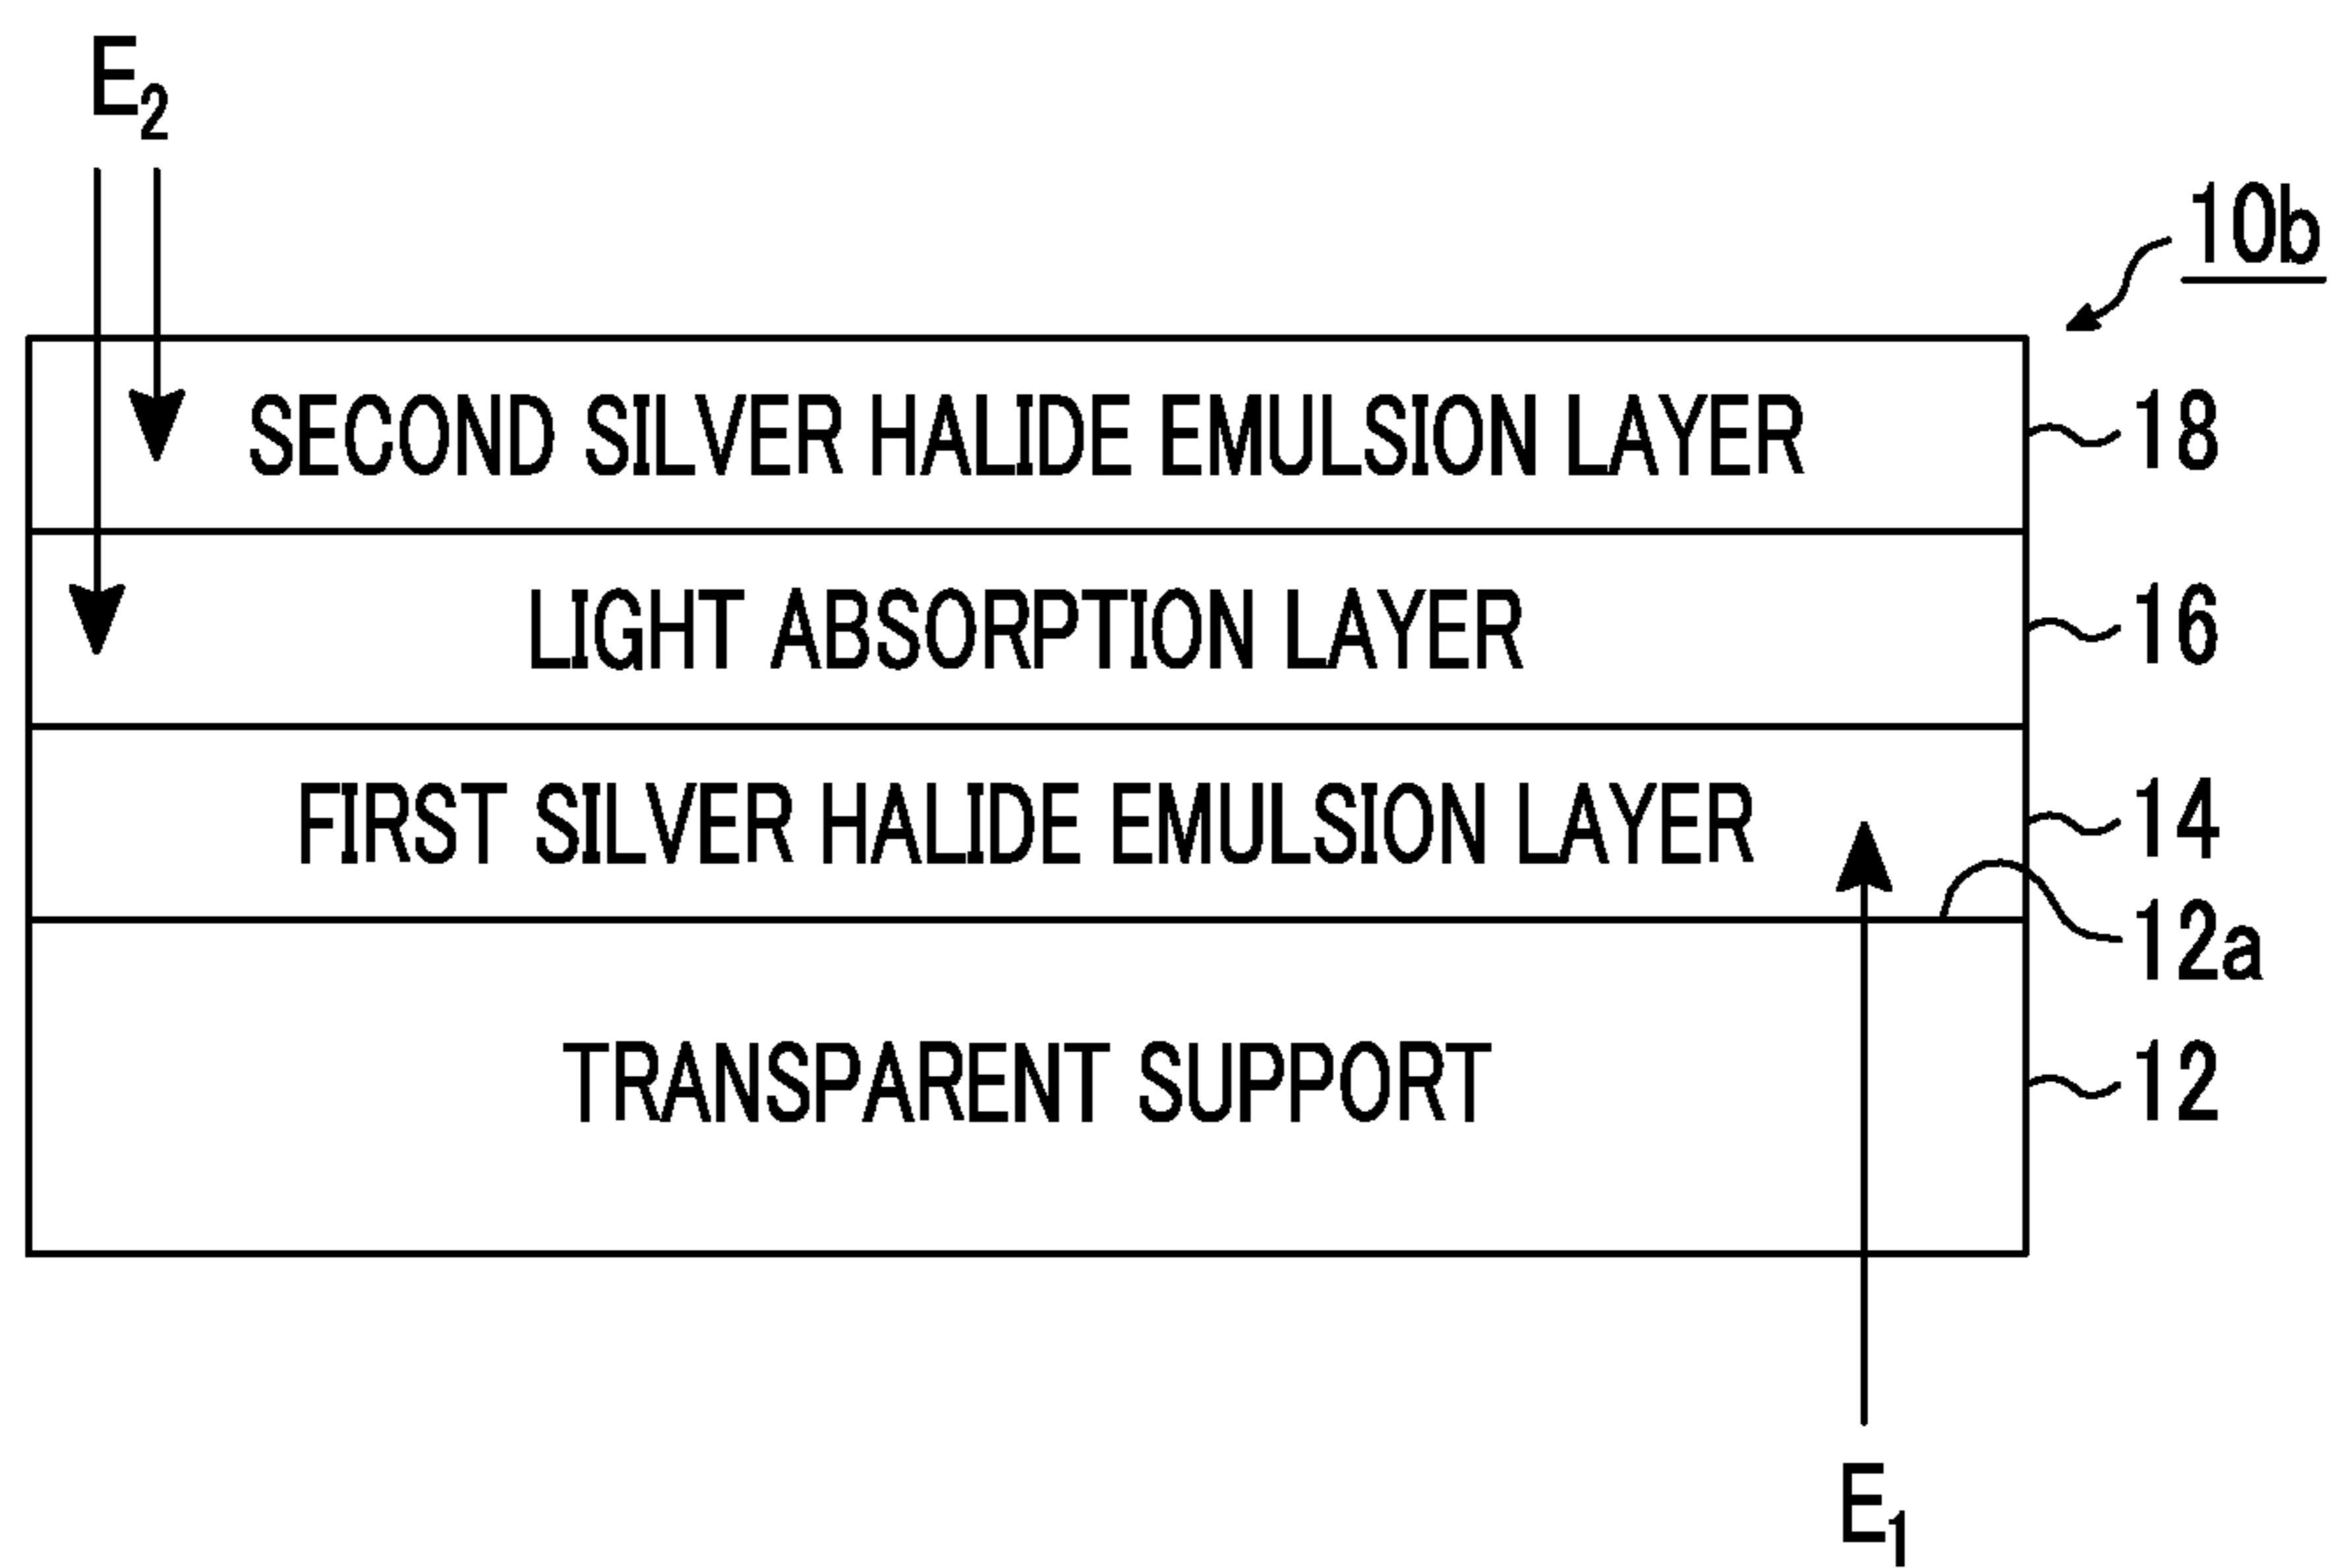 E2
10b
SECOND SILVER HALIDE EMULSION LAYER 18
LIGHT ABSORPTION LAYER 16
FIRST SILVER HALIDE EMULSION LAYER 14
12a
TRANSPARENT SUPPORT 12
E1